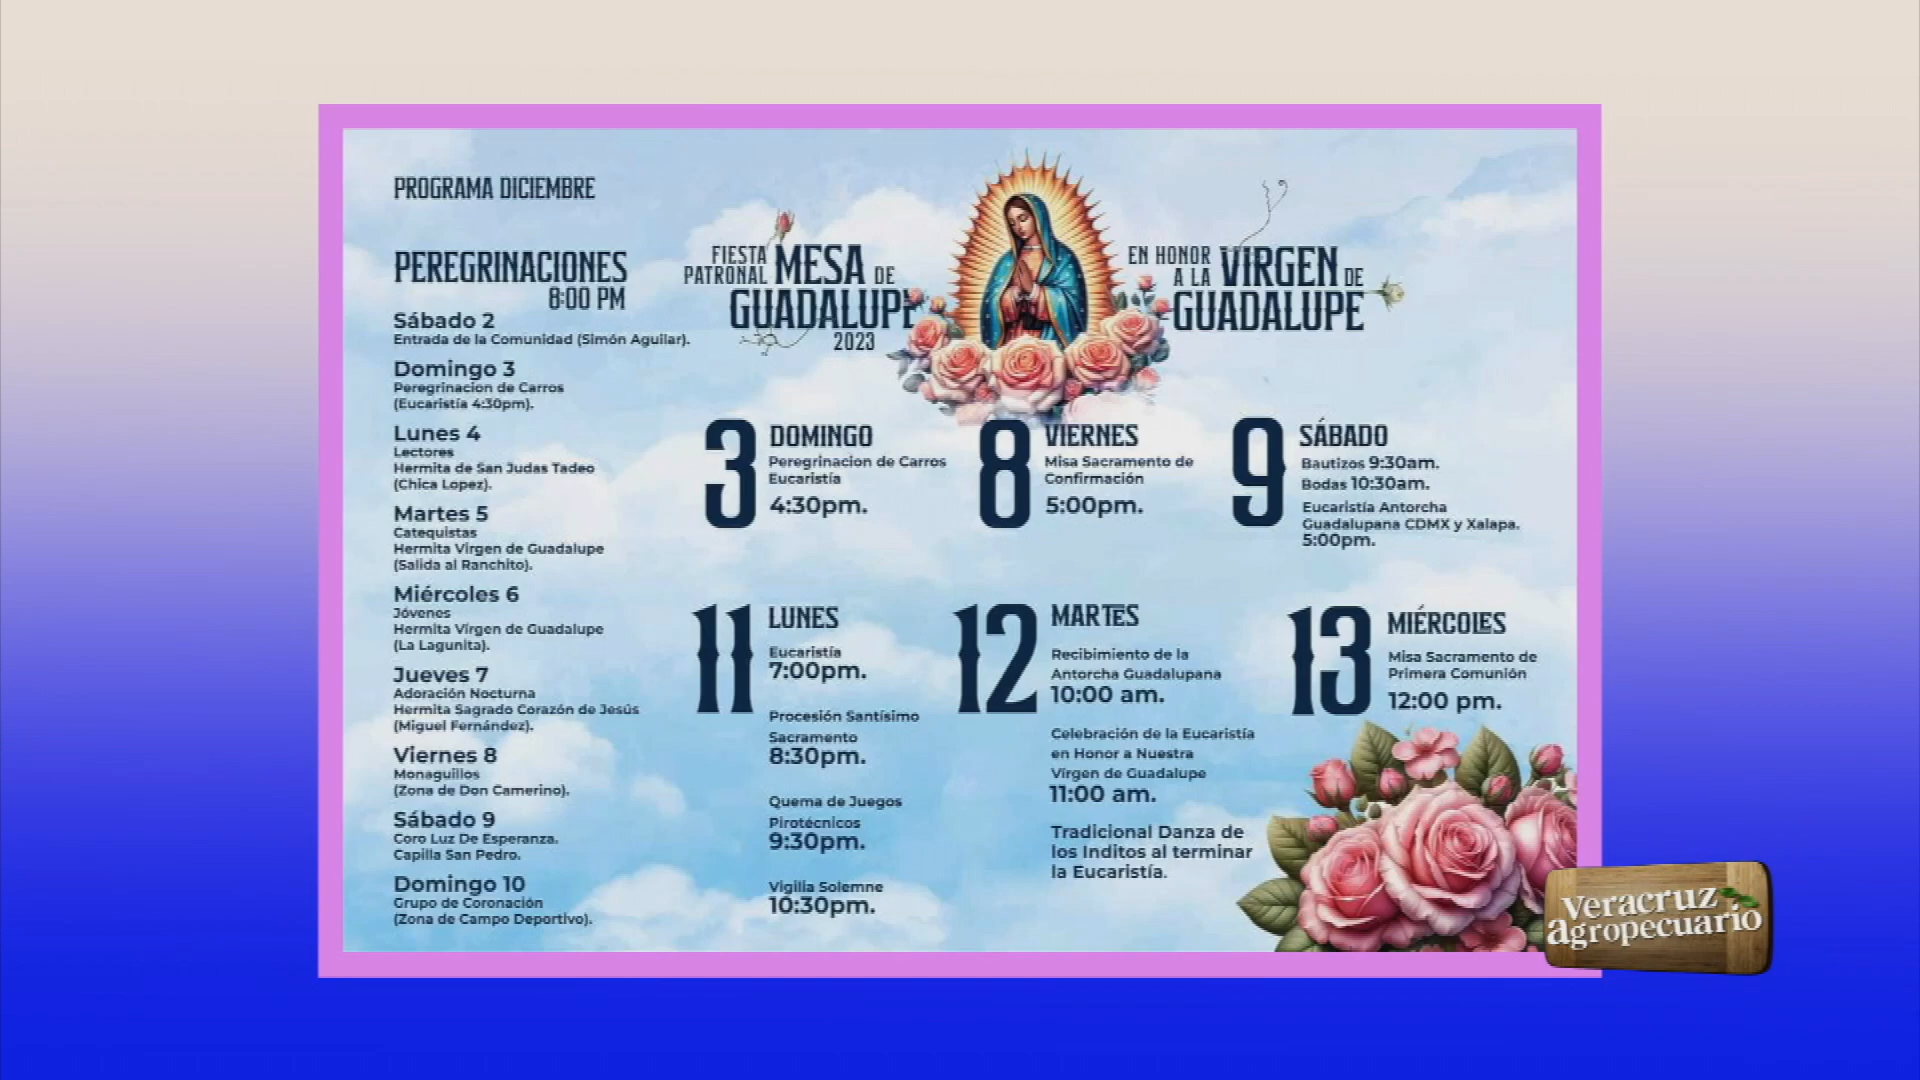 PROGRAMA DICIEMBRE
PEREGRINACIONES
8:00 PM
Sábado 2
Entrada de la Comunidad (Simón Aguilar).
Domingo 3
Peregrinacion de Carros
(Eucaristía 4:30pm).
Lunes 4
Lectores
Hermita de San Judas Tadeo
(Chica Lopez).
Martes 5
Catequistas
Hermita Virgen de Guadalupe
(Salida al Ranchito).
Miércoles 6
Jóvenes
Hermita Virgen de Guadalupe
(La Lagunita).
Jueves 7
Adoración Nocturna
Hermita Sagrado Corazón de Jesús
(Miguel Fernández).
Viernes 8
Monaguillos
(Zona de Don Camerino).
Sábado 9
Coro Luz De Esperanza.
Capilla San Pedro.
Domingo 10
Grupo de Coronación
(Zona de Campo Deportivo).
FIESTA PATRONAL MESA DE
GUADALUPE
2023
EN HONOR A LA VIRGEN DE
GUADALUPE
3 DOMINGO
Peregrinacion de Carros
Eucaristía
4:30pm.
8 VIERNES
Misa Sacramento de
Confirmación
5:00pm.
9 SÁBADO
Bautizos 9:30am.
Bodas 10:30am.
Eucaristía Antorcha
Guadalupana CDMX y Xalapa.
5:00pm.
11 LUNES
Eucaristía
7:00pm.
Procesión Santísimo
Sacramento
8:30pm.
Quema de Juegos
Pirotécnicos
9:30pm.
Vigilia Solemne
10:30pm.
12 MARTES
Recibimiento de la
Antorcha Guadalupana
10:00 am.
Celebración de la Eucaristía
en Honor a Nuestra
Virgen de Guadalupe
11:00 am.
Tradicional Danza de
los Inditos al terminar
la Eucaristía.
13 MIÉRCOLES
Misa Sacramento de
Primera Comunión
12:00 pm.
veracruz
agropecuario